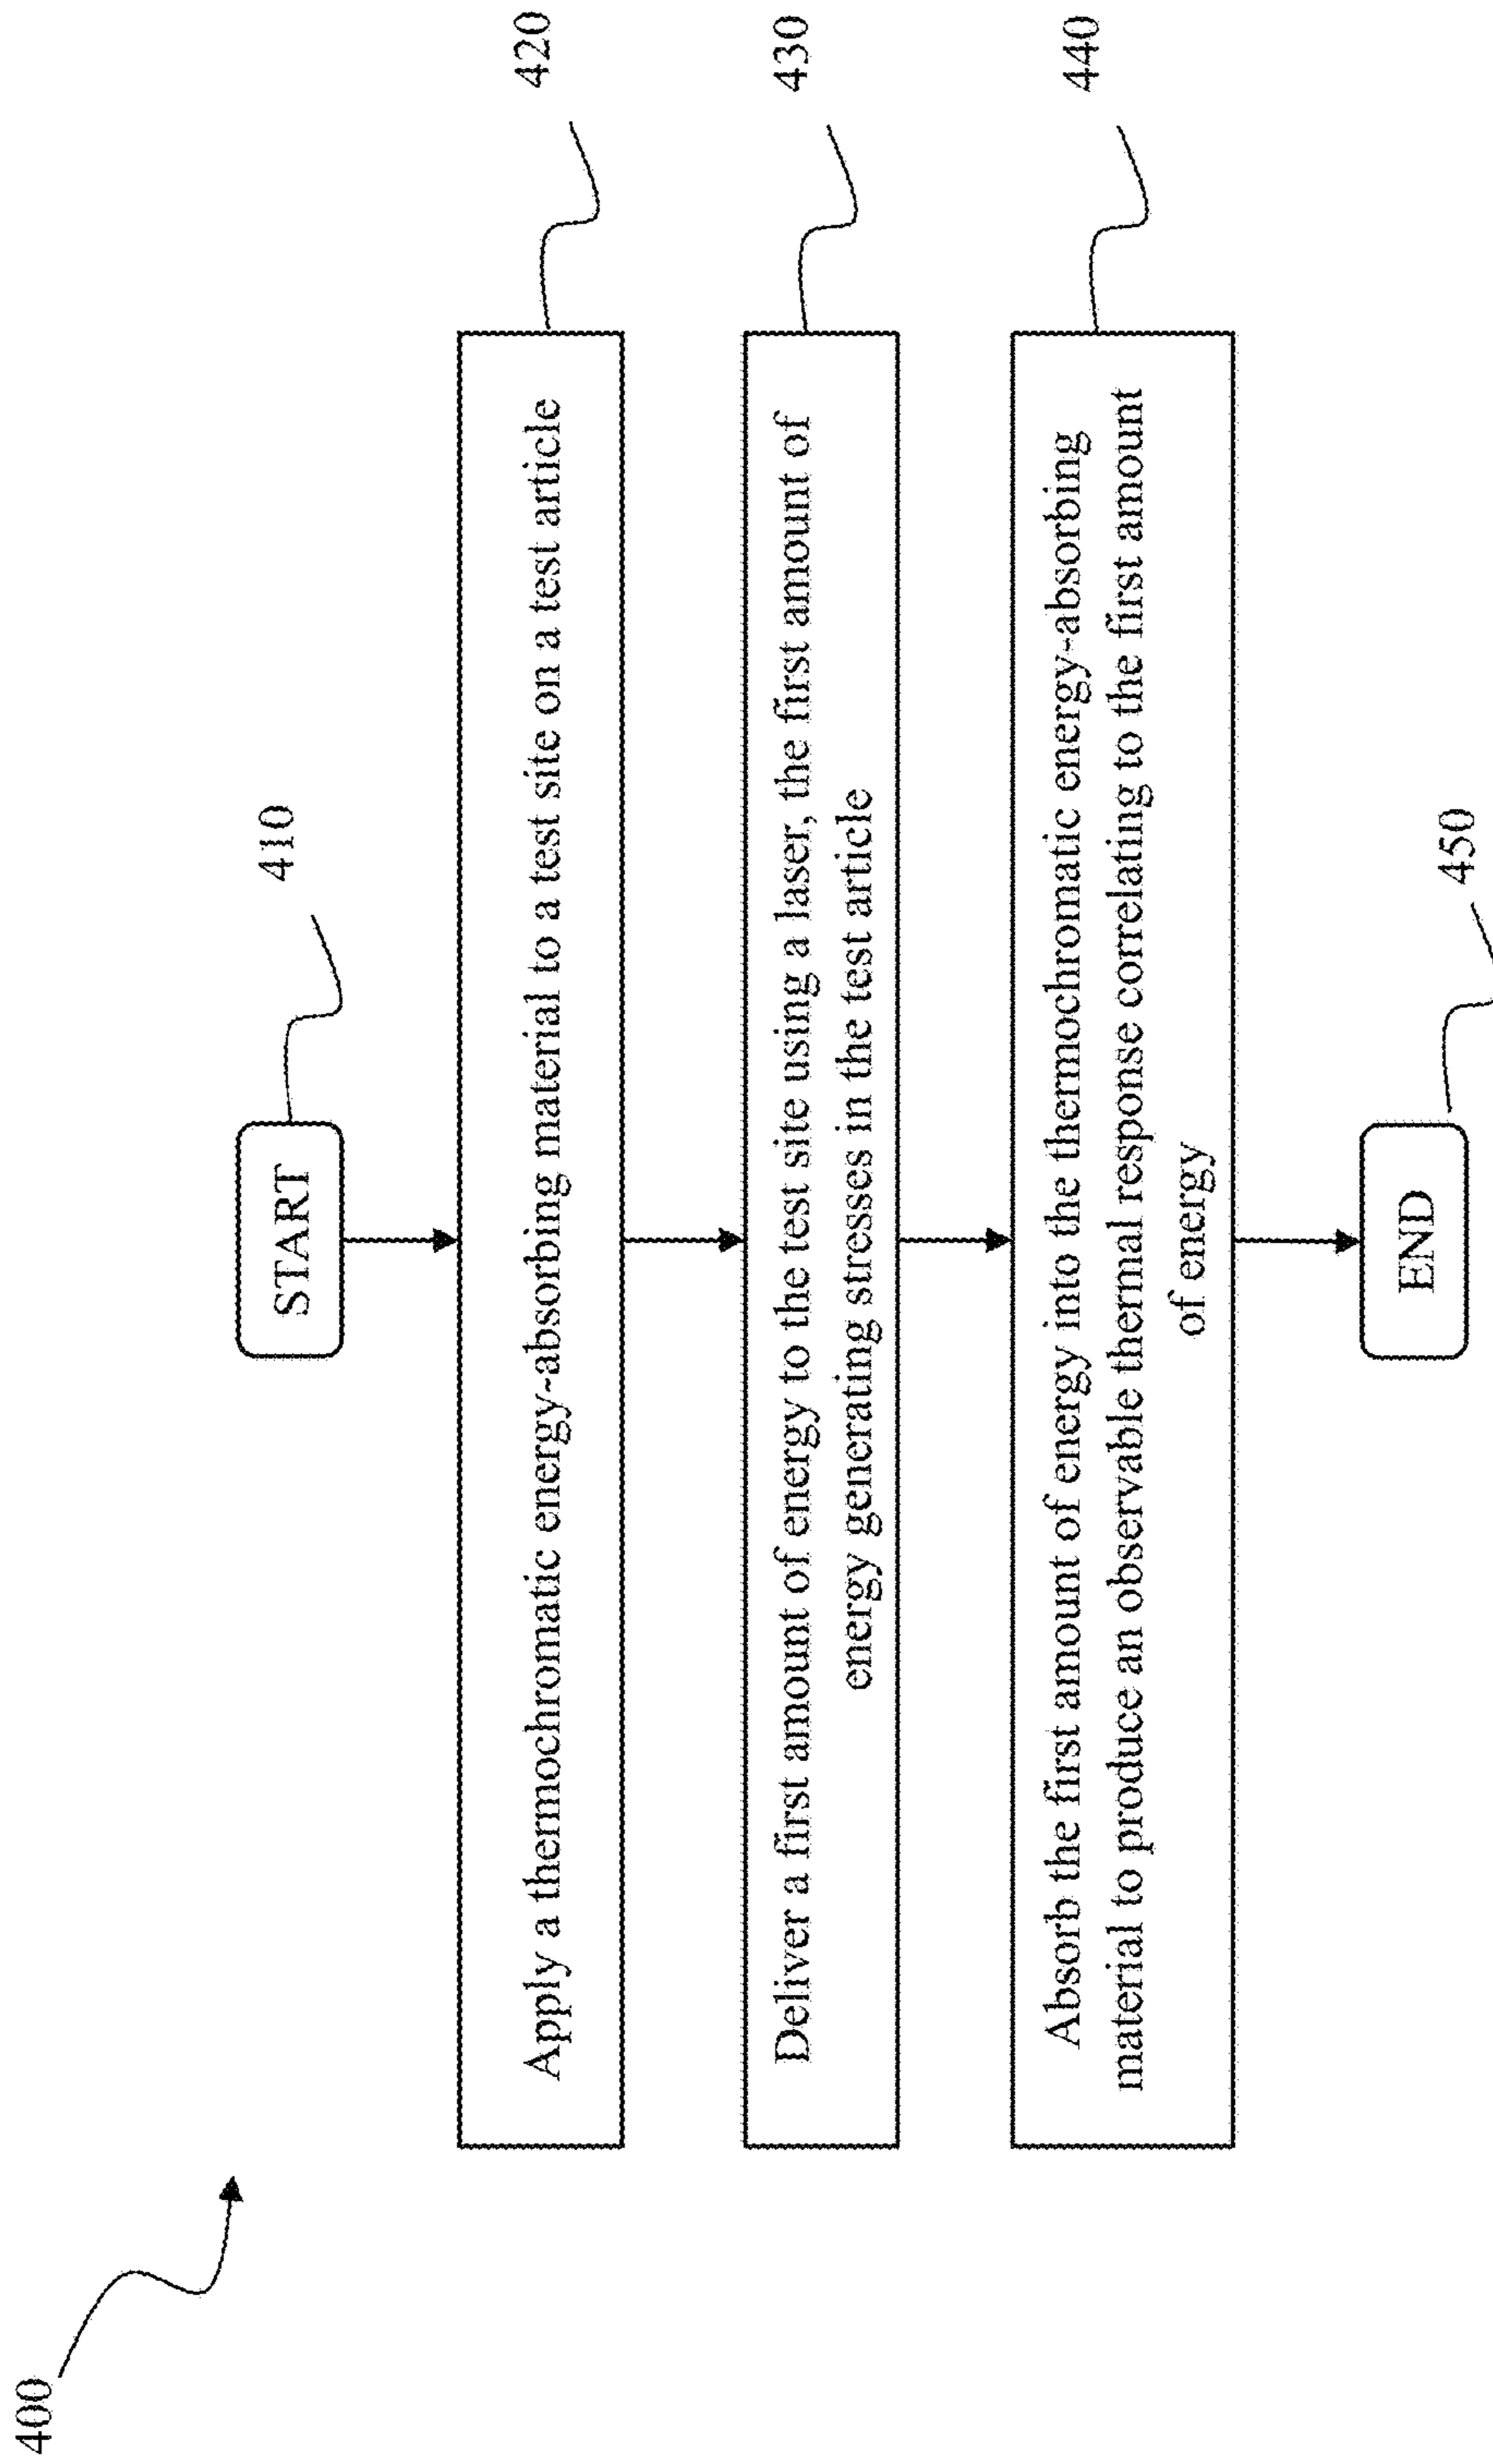 400
START
410
Apply a thermochromatic energy-absorbing material to a test site on a test article
420
Deliver a first amount of energy to the test site using a laser, the first amount of
energy generating stresses in the test article
430
Absorb the first amount of energy into the thermochromatic energy-absorbing
material to produce an observable thermal response correlating to the first amount
of energy
440
END
450